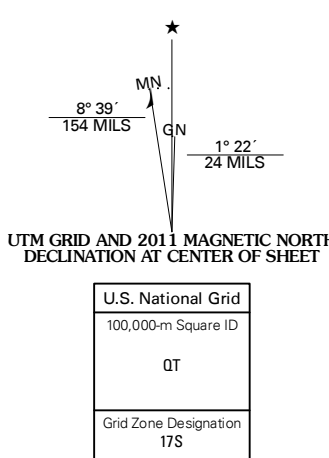 MN
GN
8° 39´
154 MILS
1° 22´
24 MILS
UTM GRID AND 2011 MAGNETIC NORTH
DECLINATION AT CENTER OF SHEET
U.S. National Grid
100,000-m Square ID
QT
Grid Zone Designation
17S